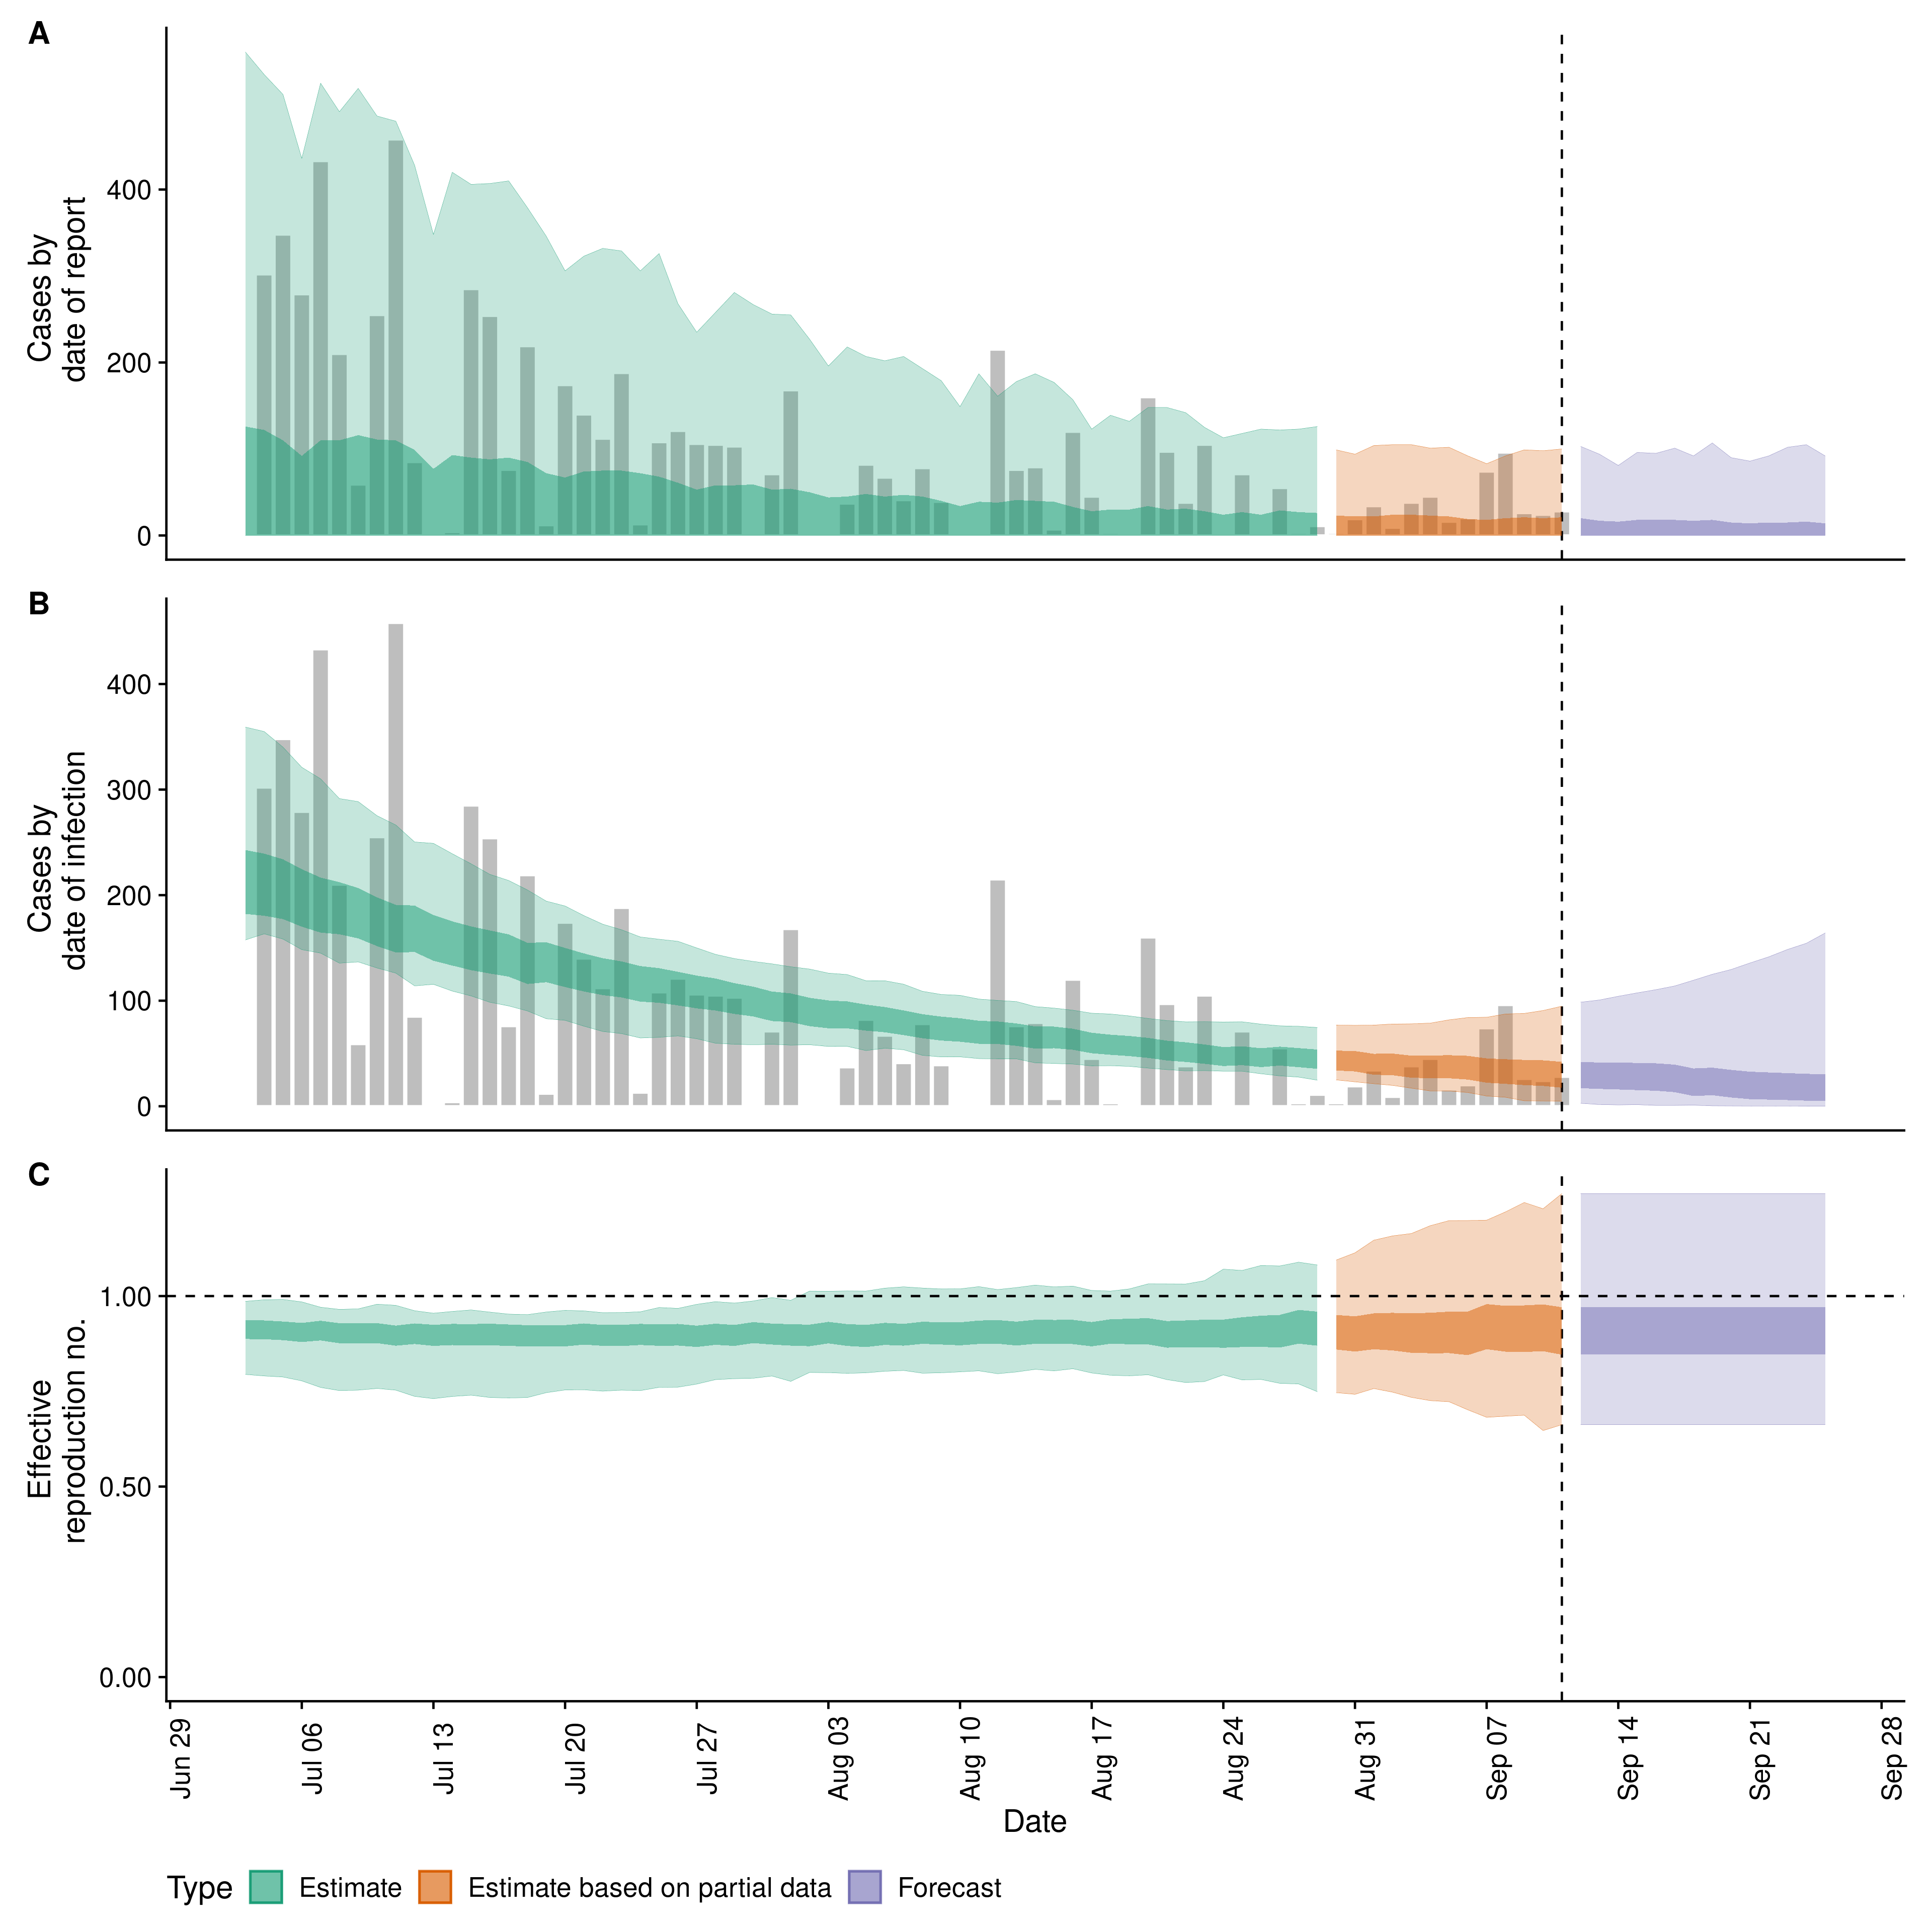 A
Cases by
date of report
400
200
0
B
Cases by
date of infection
400
300
200
100
0
C
Effective
reproduction no.
1.00
0.50
0.00
Jun 29
Jul 06
Jul 13
Jul 20
Jul 27
Aug 03
Aug 10
Aug 17
Aug 24
Aug 31
Sep 07
Sep 14
Sep 21
Sep 28
Date
Type Estimate Estimate based on partial data Forecast